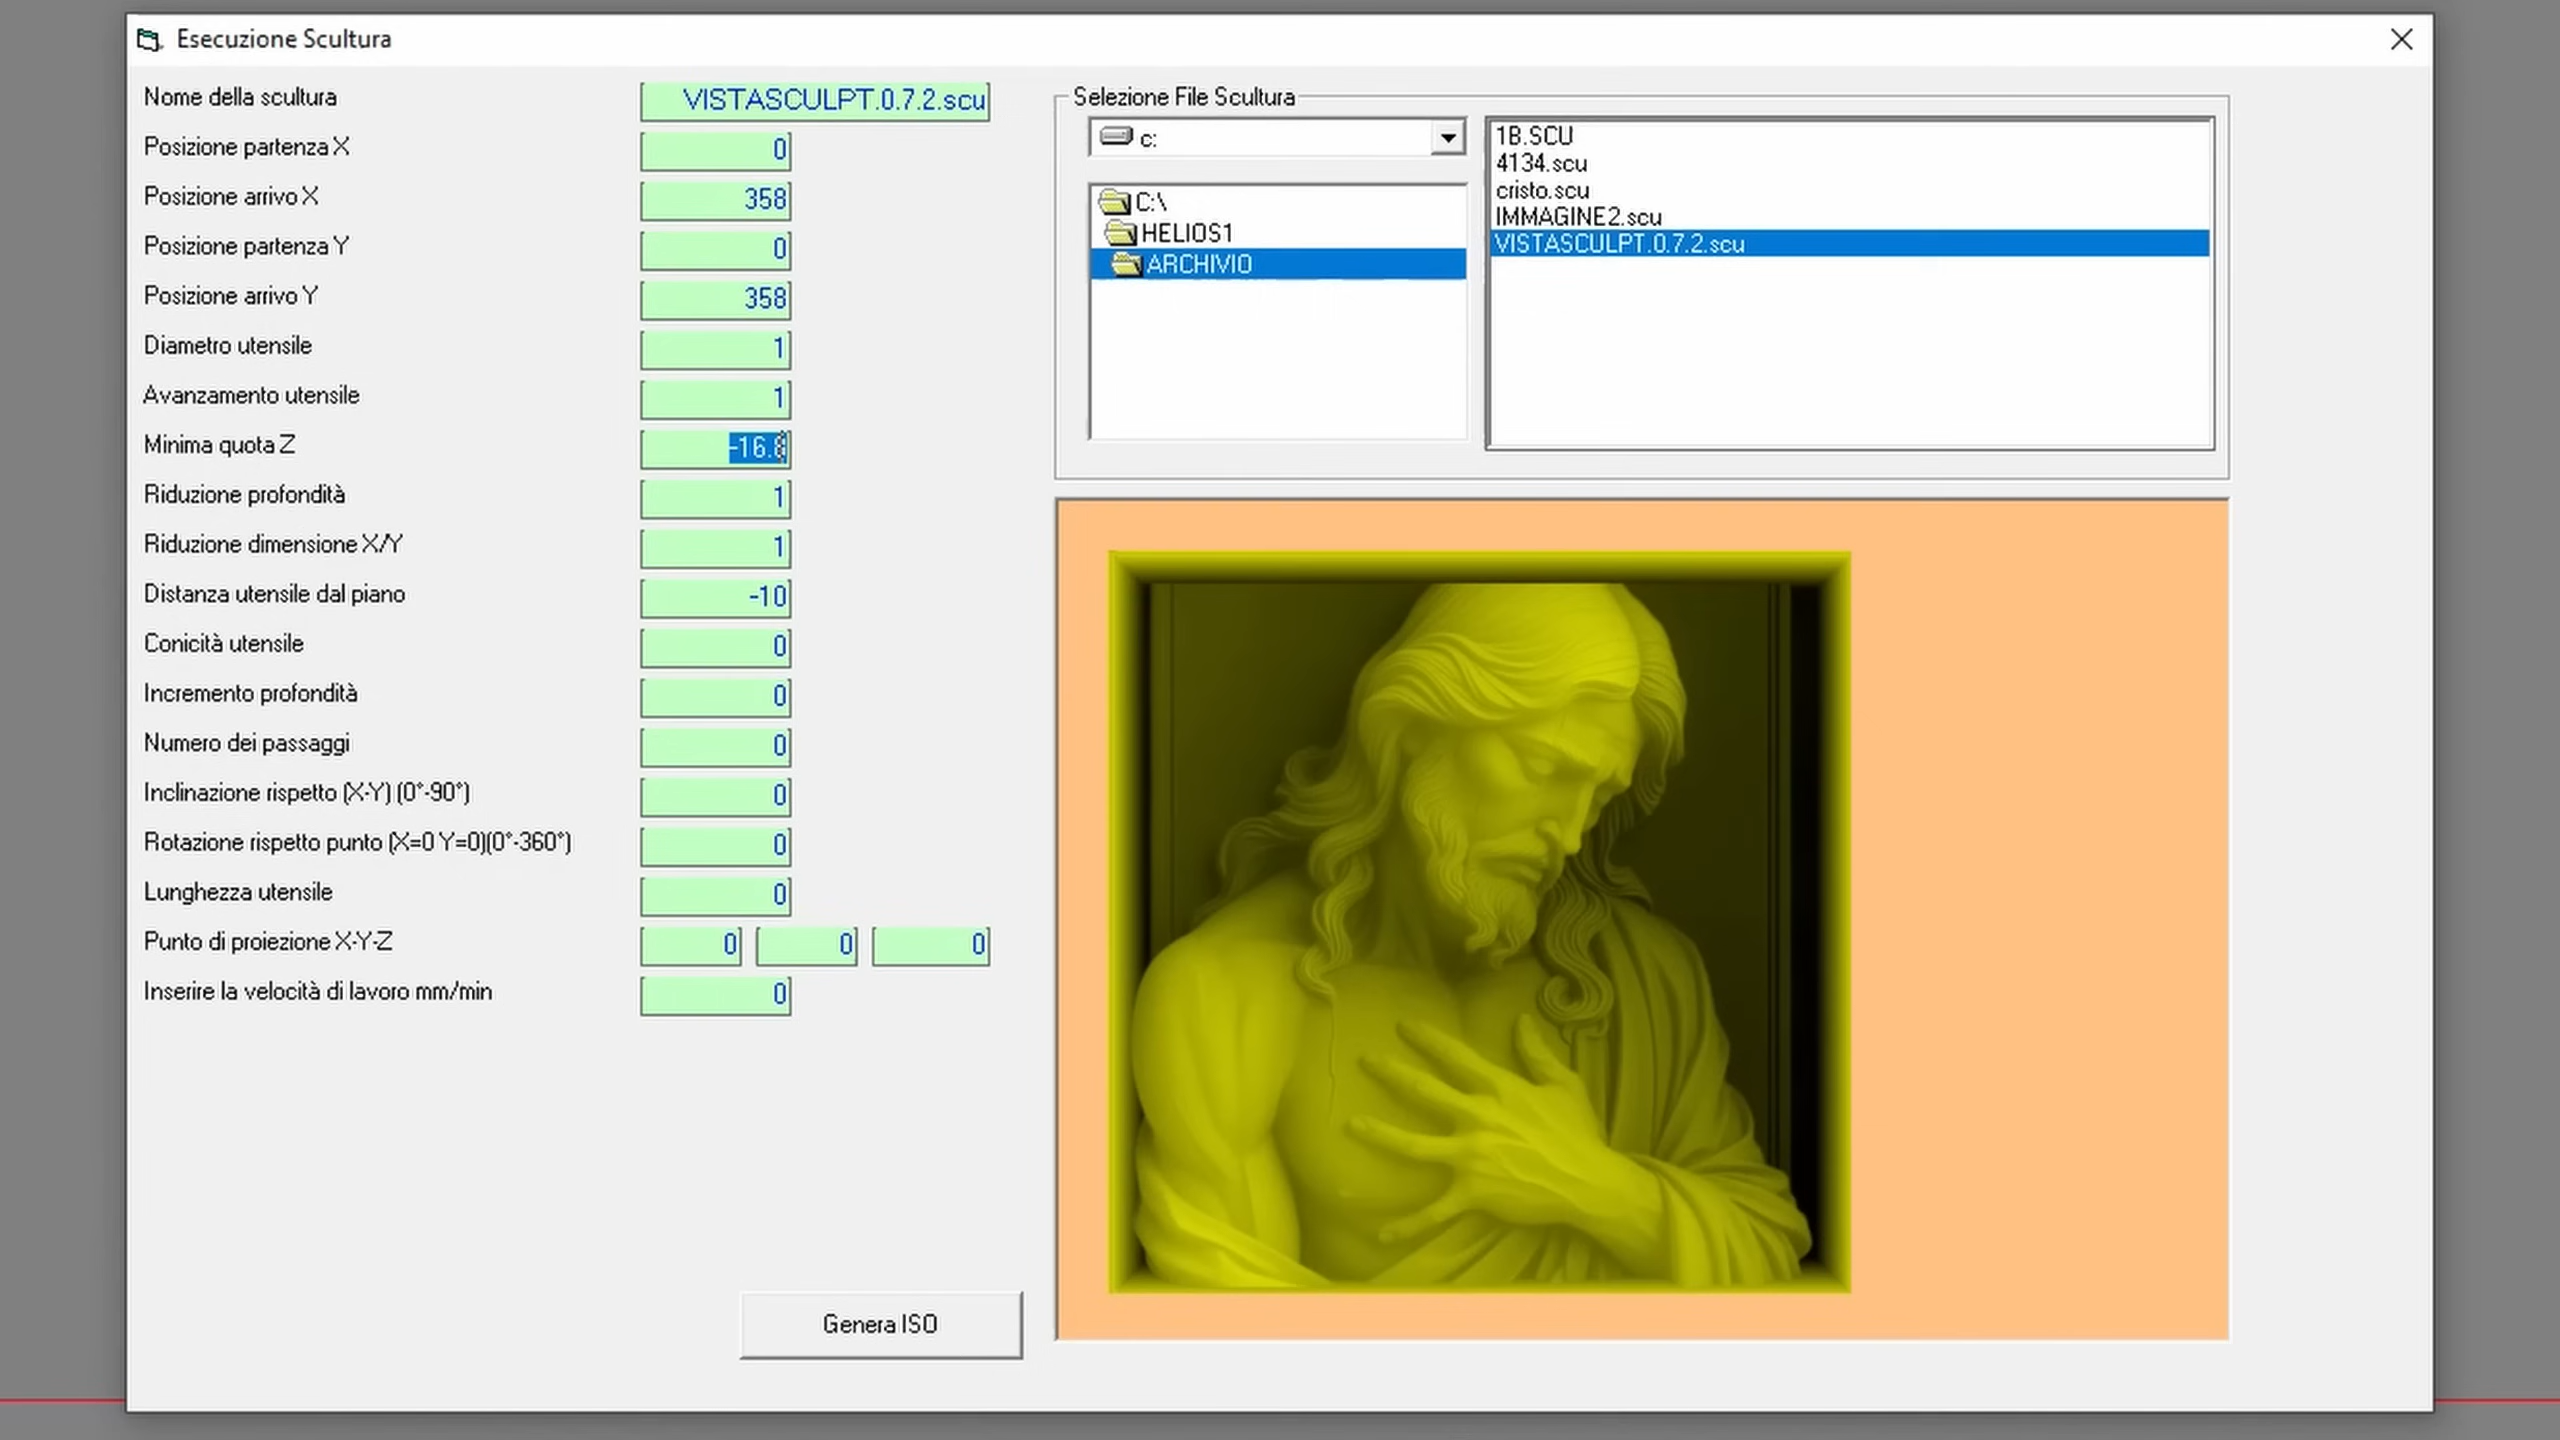 Esecuzione Scultura
Nome della scultura VISTASCULPT.0.7.2.scu
Posizione partenza X 0
Posizione arrivo X 358
Posizione partenza Y 0
Posizione arrivo Y 358
Diametro utensile 1
Avanzamento utensile 1
Minima quota Z -16.8
Riduzione profondità 1
Riduzione dimensione X/Y 1
Distanza utensile dal piano -10
Conicità utensile 0
Incremento profondità 0
Numero dei passaggi 0
Inclinazione rispetto (X-Y) (0°-90°) 0
Rotazione rispetto punto (X=0 Y=0)(0°-360°) 0
Lunghezza utensile 0
Punto di proiezione X-Y-Z 0 0 0
Inserire la velocità di lavoro mm/min 0
Genera ISO
Selezione File Scultura
c:
C:\
HELIOS1
ARCHIVIO
1B.SCU
4134.scu
cristo.scu
IMMAGINE2.scu
VISTASCULPT.0.7.2.scu